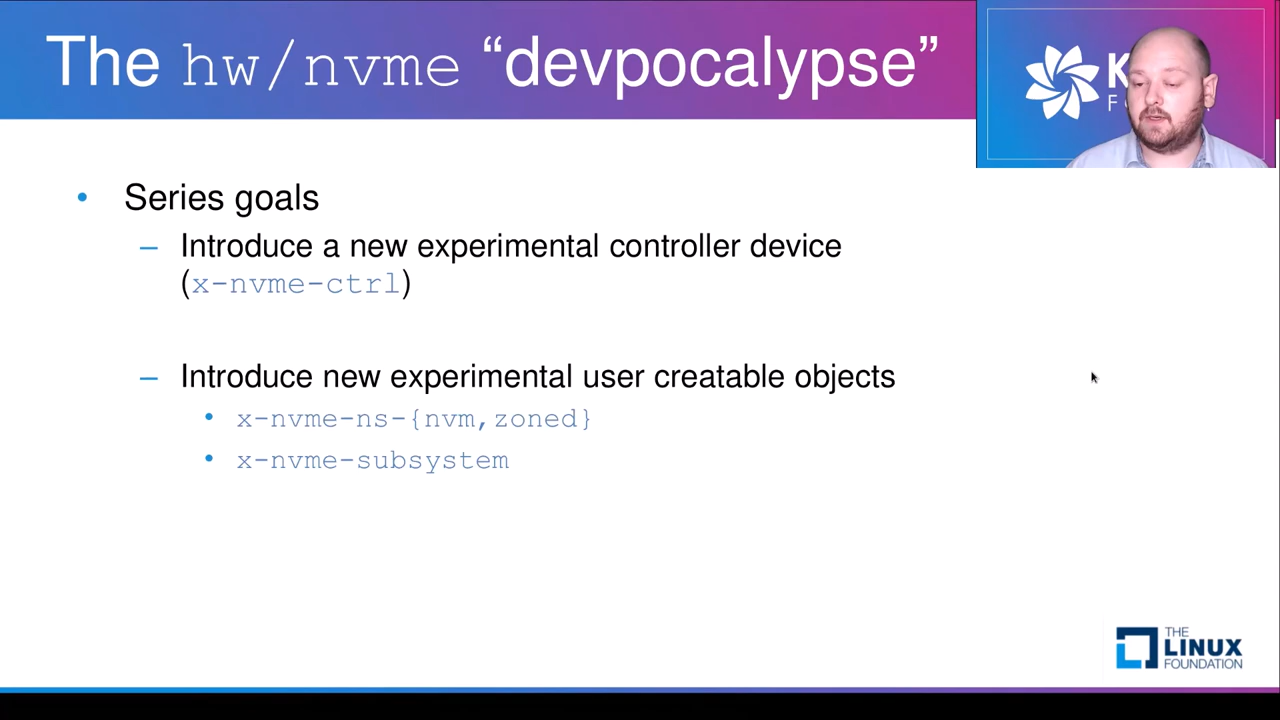 The hw/nvme “devpocalypse”
K
F
• Series goals
– Introduce a new experimental controller device
(x-nvme-ctrl)
– Introduce new experimental user creatable objects
• x-nvme-ns-{nvm,zoned}
• x-nvme-subsystem
THE
LINUX
FOUNDATION